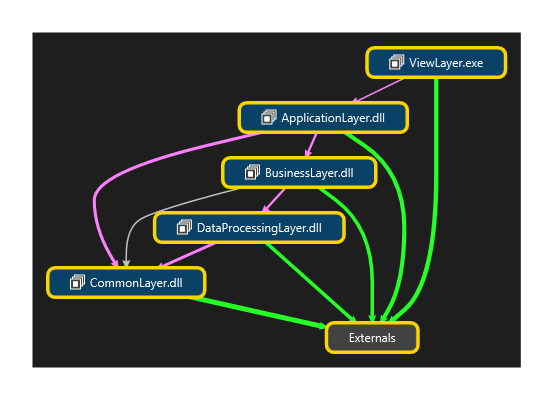 ViewLayer.exe
ApplicationLayer.dll
BusinessLayer.dll
DataProcessingLayer.dll
CommonLayer.dll
Externals